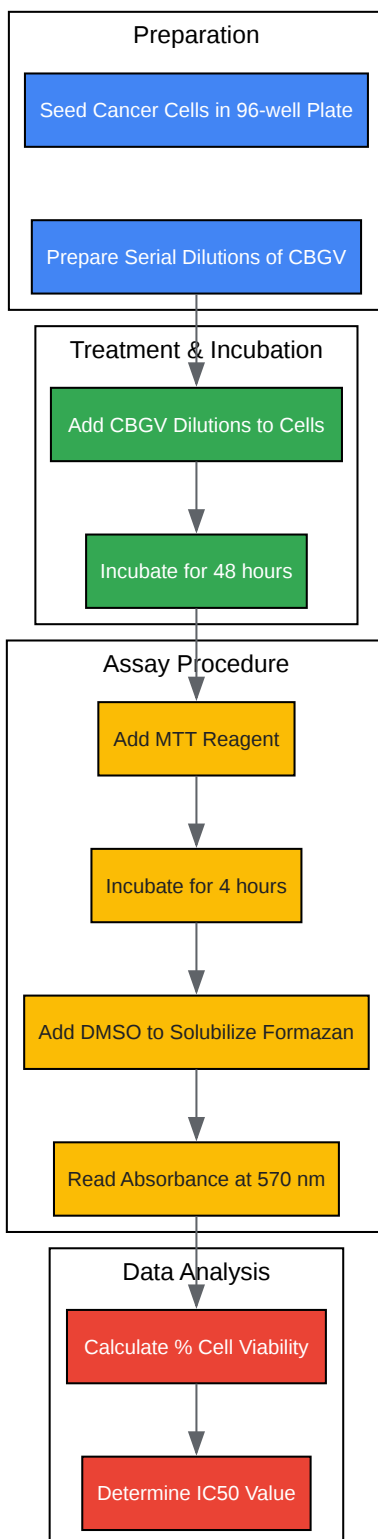 Preparation
Seed Cancer Cells in 96-well Plate
Prepare Serial Dilutions of CBGV
Treatment & Incubation
Add CBGV Dilutions to Cells
Incubate for 48 hours
Assay Procedure
Add MTT Reagent
Incubate for 4 hours
Add DMSO to Solubilize Formazan
Read Absorbance at 570 nm
Data Analysis
Calculate % Cell Viability
Determine IC50 Value